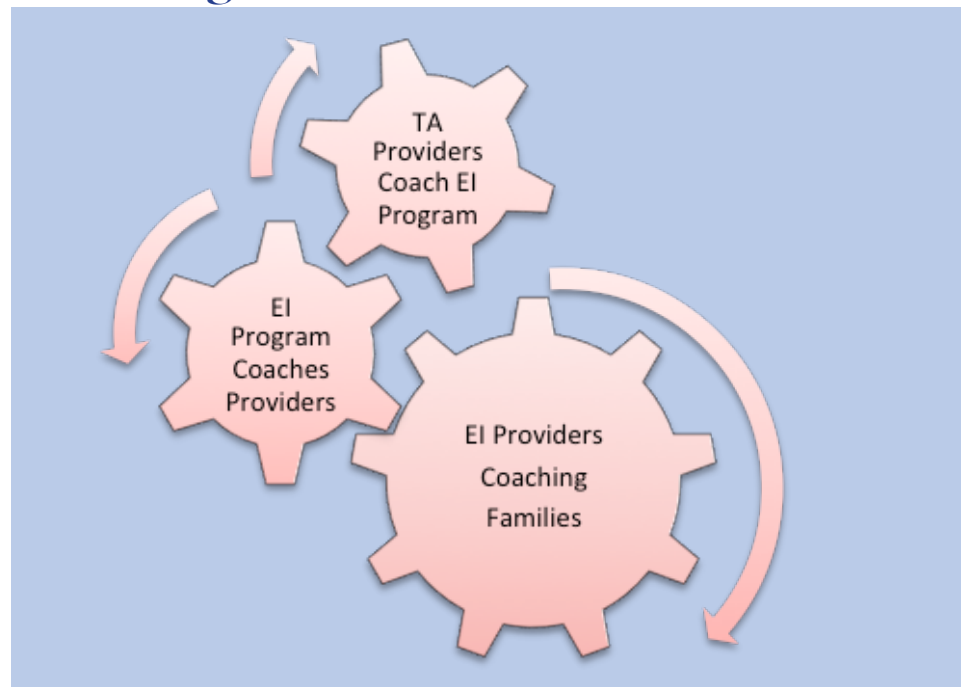 TA
Providers
Coach EI
Program
EI
Program
Coaches
Providers
EI Providers
Coaching
Families